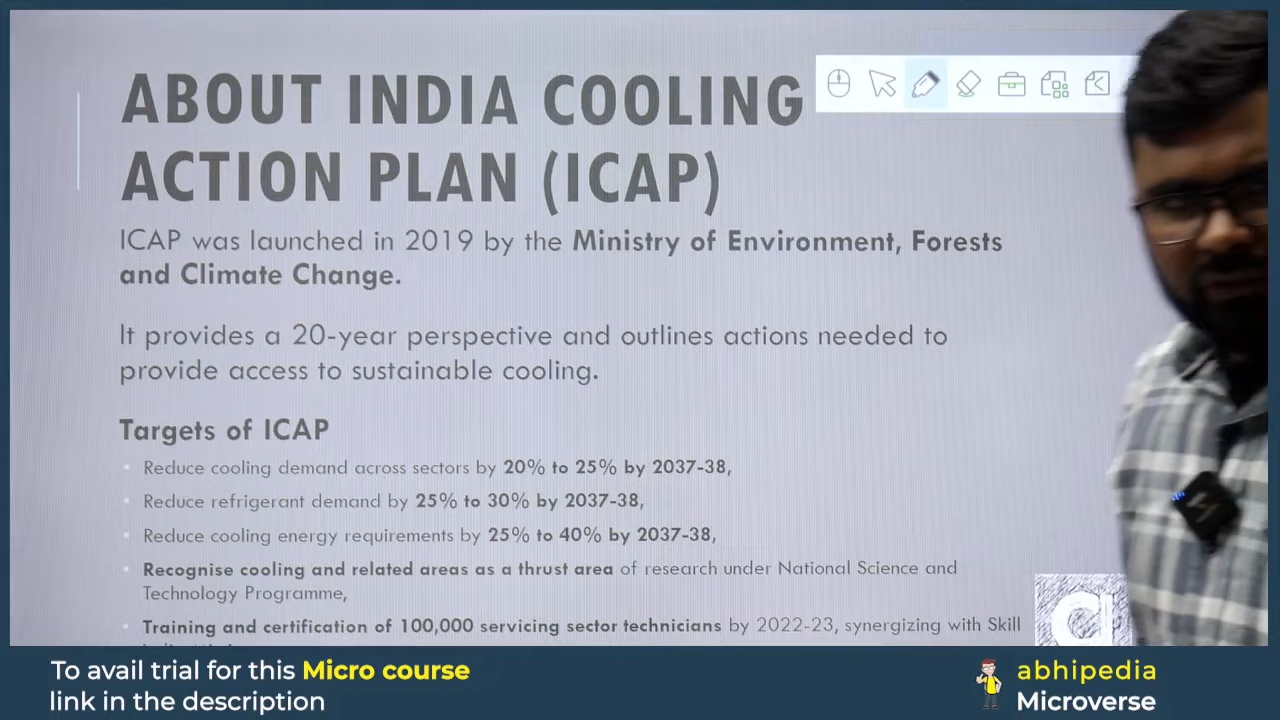 ABOUT INDIA COOLING
ACTION PLAN (ICAP)
ICAP was launched in 2019 by the Ministry of Environment, Forests
and Climate Change.
It provides a 20-year perspective and outlines actions needed to
provide access to sustainable cooling.
Targets of ICAP
Reduce cooling demand across sectors by 20% to 25% by 2037-38,
Reduce refrigerant demand by 25% to 30% by 2037-38,
Reduce cooling energy requirements by 25% to 40% by 2037-38,
Recognise cooling and related areas as a thrust area of research under National Science and
Technology Programme,
Training and certification of 100,000 servicing sector technicians by 2022-23, synergizing with Skill
To avail trial for this Micro course
link in the description
abhipedia
Microverse